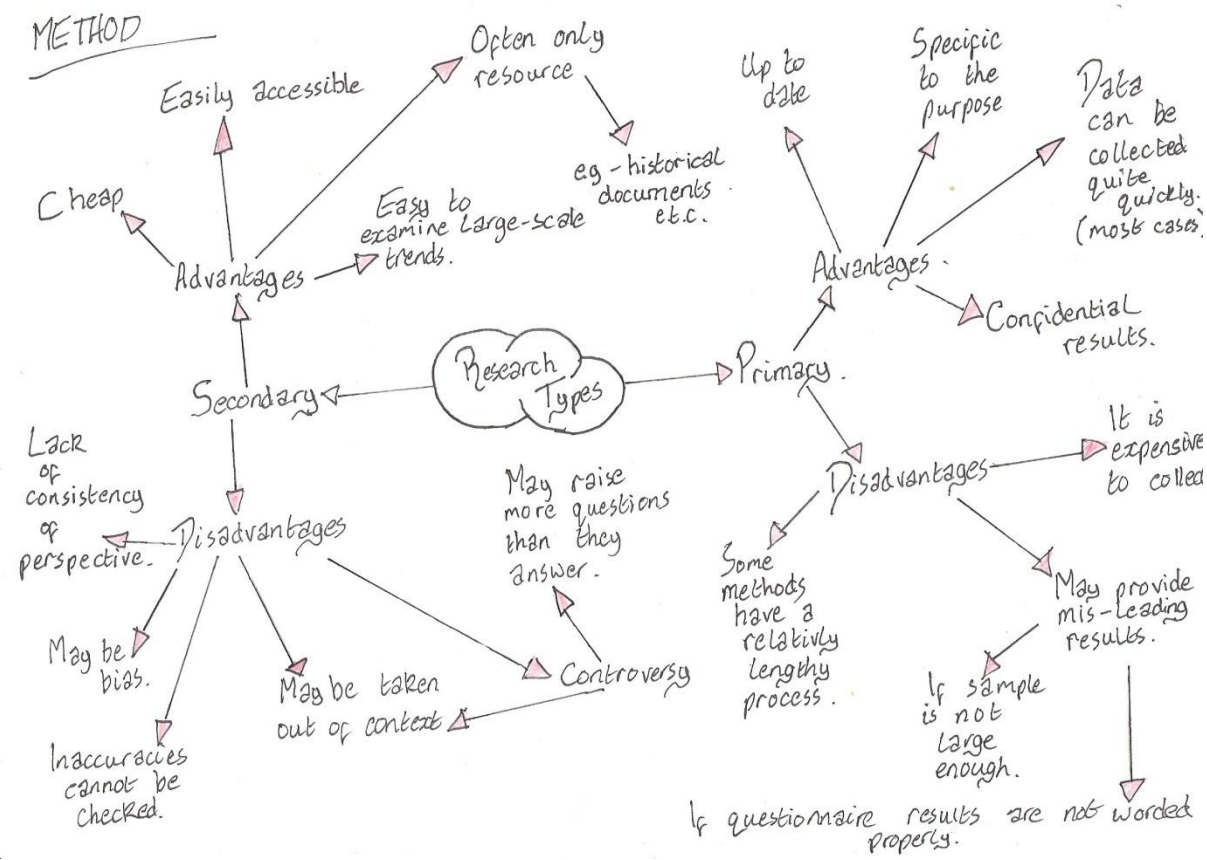 METHOD
Often only
resource
Easily accessible
e.g - historical
documents
etc.
Cheap
Easy to
examine large-scale
trends.
Advantages
Up to
date
Specific
to the
purpose
Data
can be
collected
quite
quickly.
(most cases)
Advantages.
Confidential
results.
Research
Types
Primary.
Secondary
Lack
of
consistency
of
perspective.
Disadvantages
May raise
more questions
than they
answer.
May be
bias.
May be taken
out of context
Controversy
Inaccuracies
cannot be
checked.
Disadvantages
It is
expensive
to collec
Some
methods
have a
relativly
lengthy
process.
May provide
mis-leading
results.
If sample
is not
large
enough.
If questionnaire results are not worded
properly.